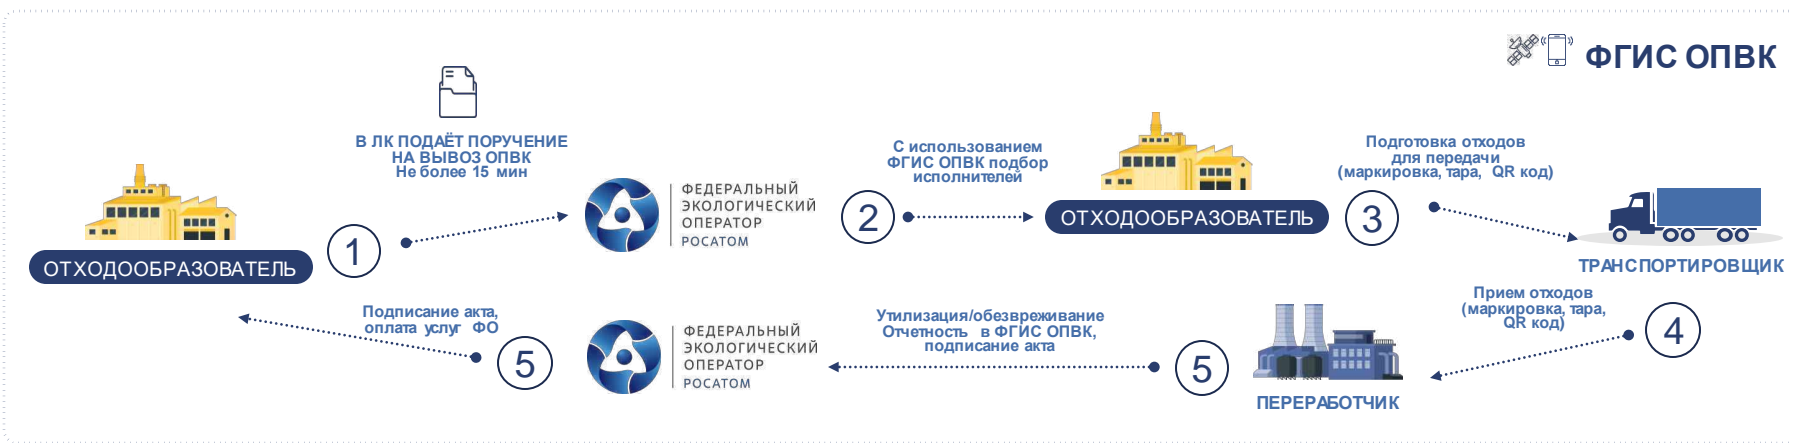 ФГИС ОПВК
В ЛК ПОДАЁТ ПОРУЧЕНИЕ
НА ВЫВОЗ ОПВК
Не более 15 мин
ОТХОДООБРАЗОВАТЕЛЬ
1
ФЕДЕРАЛЬНЫЙ
ЭКОЛОГИЧЕСКИЙ
ОПЕРАТОР
РОСАТОМ
2
С использованием
ФГИС ОПВК подбор
исполнителей
ОТХОДООБРАЗОВАТЕЛЬ
3
Подготовка отходов
для передачи
(маркировка, тара, QR код)
ТРАНСПОРТИРОВЩИК
Прием отходов
(маркировка, тара,
QR код)
4
ПЕРЕРАБОТЧИК
5
Утилизация/обезвреживание
Отчетность в ФГИС ОПВК,
подписание акта
ФЕДЕРАЛЬНЫЙ
ЭКОЛОГИЧЕСКИЙ
ОПЕРАТОР
РОСАТОМ
5
Подписание акта,
оплата услуг ФО